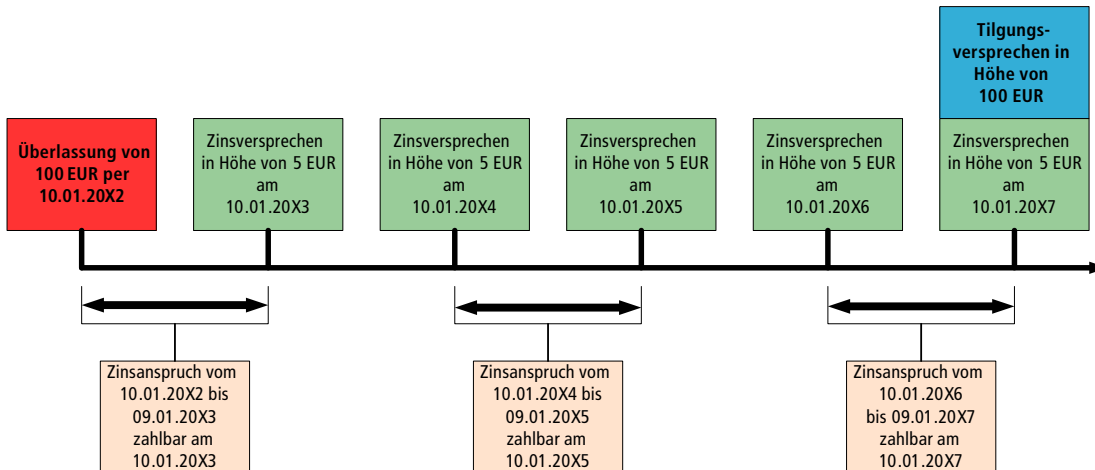 Tilgungs-
versprechen in
Höhe von
100 EUR
Überlassung von
100 EUR per
10.01.20X2
Zinsversprechen
in Höhe von 5 EUR
am
10.01.20X3
Zinsversprechen
in Höhe von 5 EUR
am
10.01.20X4
Zinsversprechen
in Höhe von 5 EUR
am
10.01.20X5
Zinsversprechen
in Höhe von 5 EUR
am
10.01.20X6
Zinsversprechen
in Höhe von 5 EUR
am
10.01.20X7
Zinsanspruch vom
10.01.20X2 bis
09.01.20X3
zahlbar am
10.01.20X3
Zinsanspruch vom
10.01.20X4 bis
09.01.20X5
zahlbar am
10.01.20X5
Zinsanspruch vom
10.01.20X6
bis 09.01.20X7
zahlbar am
10.01.20X7